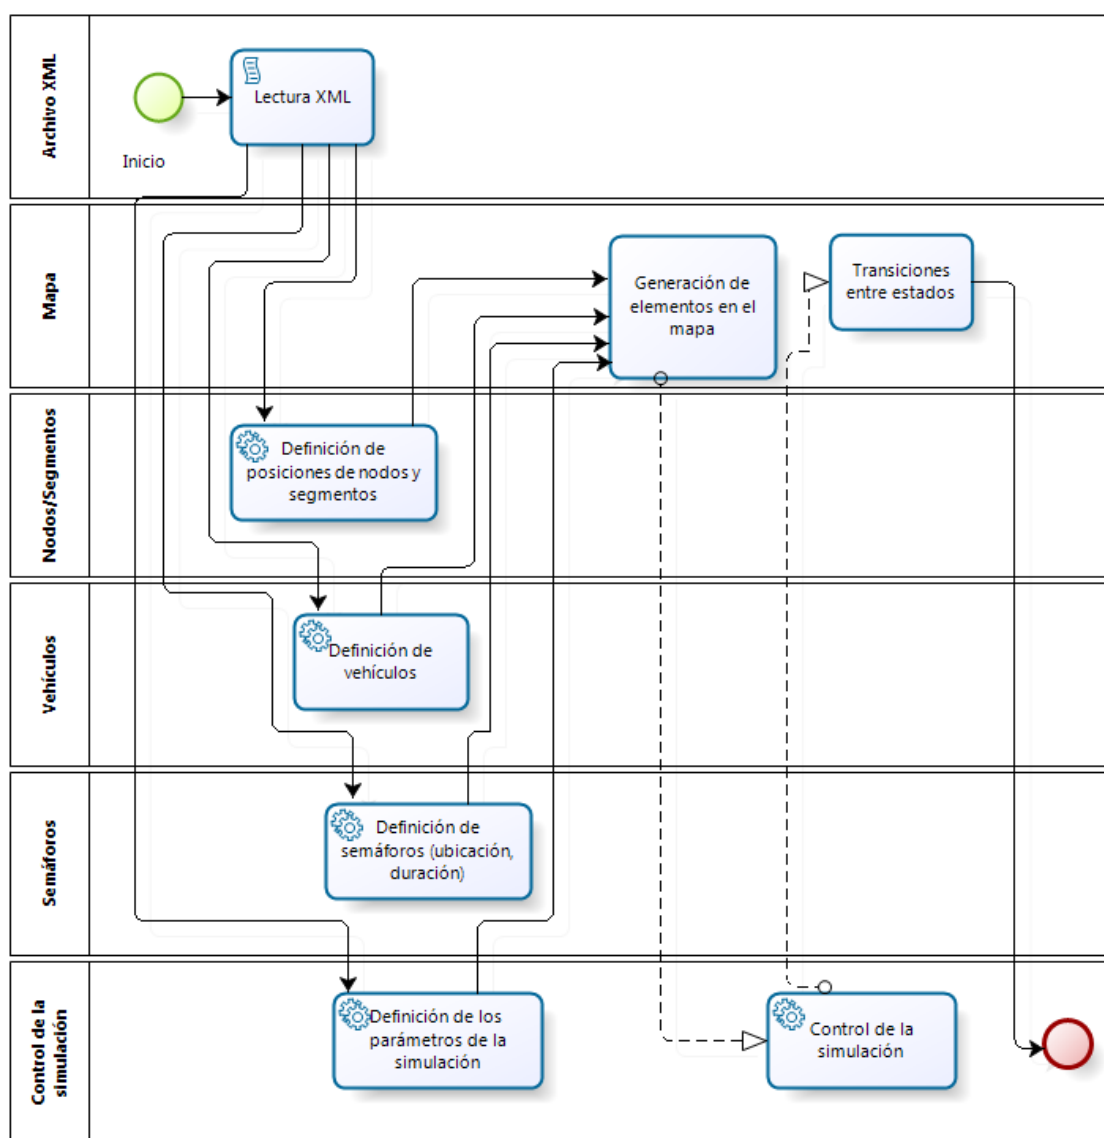 Archivo XML
Lectura XML
Inicio
Mapa
Generación de
elementos en el
mapa
Transiciones
entre estados
Nodos/Segmentos
Definición de
posiciones de nodos y
segmentos
Vehículos
Definición de
vehículos
Semáforos
Definición de
semáforos (ubicación,
duración)
Control de la
simulación
Definición de los
parámetros de la
simulación
Control de la
simulación